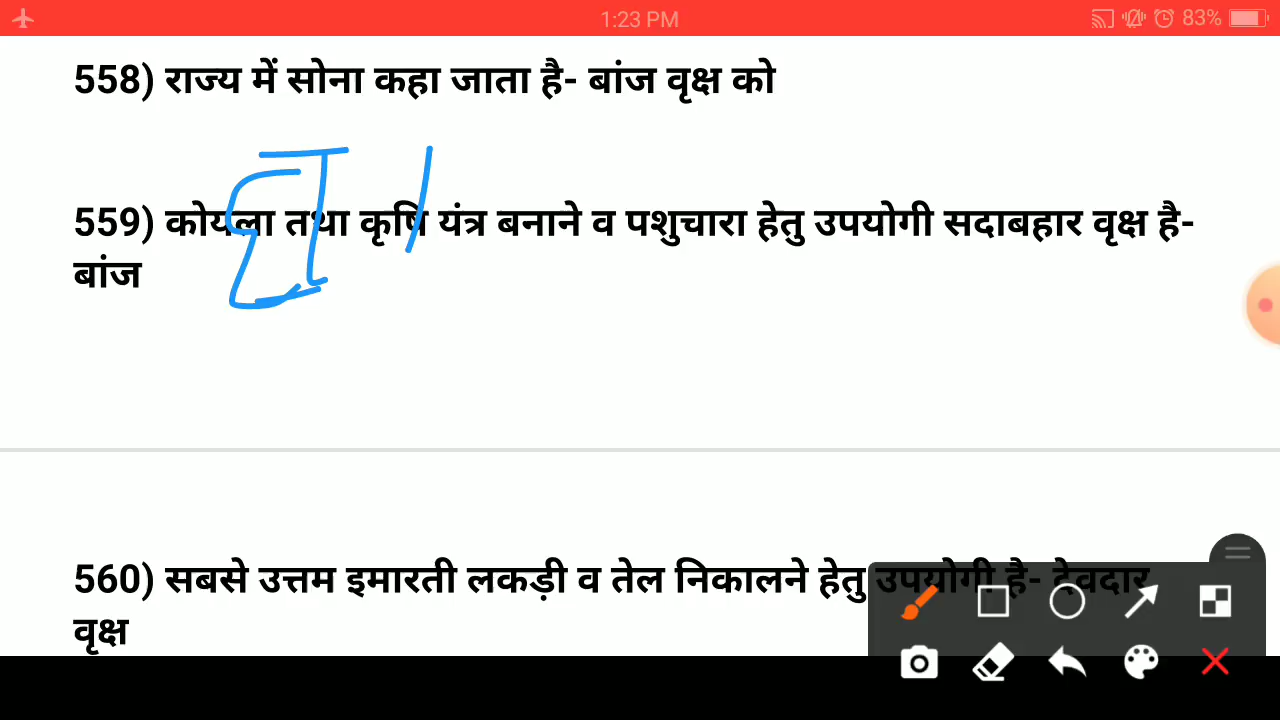 1:23 PM
83%
558) राज्य में सोना कहा जाता है- बांज वृक्ष को
559) कोयला तथा कृषि यंत्र बनाने व पशुचारा हेतु उपयोगी सदाबहार वृक्ष है-
बांज
560) सबसे उत्तम इमारती लकड़ी व तेल निकालने हेतु उपयोगी है- देवदार
वृक्ष